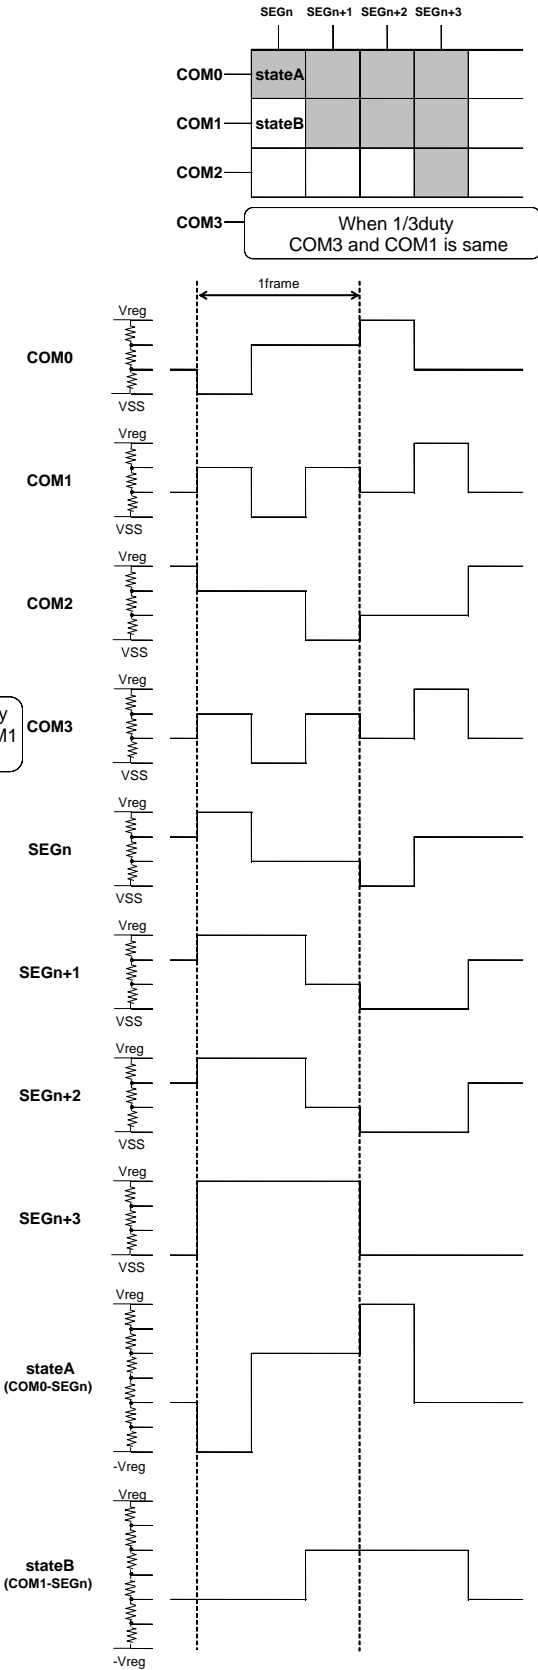 SEGn SEGn+1 SEGn+2 SEGn+3
COM0 stateA
COM1 stateB
COM2
COM3
When 1/3duty
COM3 and COM1 is same
1frame
Vreg
COM0
VSS
Vreg
COM1
VSS
Vreg
COM2
VSS
Vreg
y
COM3
M1
VSS
Vreg
SEGn
VSS
Vreg
SEGn+1
VSS
Vreg
SEGn+2
VSS
Vreg
SEGn+3
VSS
Vreg
stateA
(COM0-SEGn)
-Vreg
Vreg
stateB
(COM1-SEGn)
-Vreg